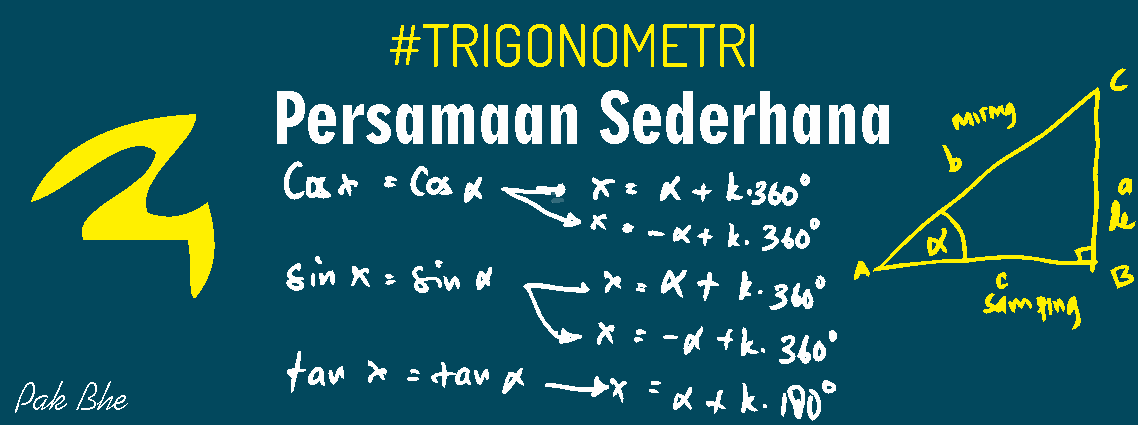 #TRIGONOMETRI
Persamaan Sederhana
Cos x = Cos α x = α + k.360°
x = -α + k. 360°
sin x = sin α x = α + k. 360°
x = -α + k. 360°
tan x = tan α x = α + k. 180°
C
miring
b
a
de
α
A
c
B
samping
Pak Bhe